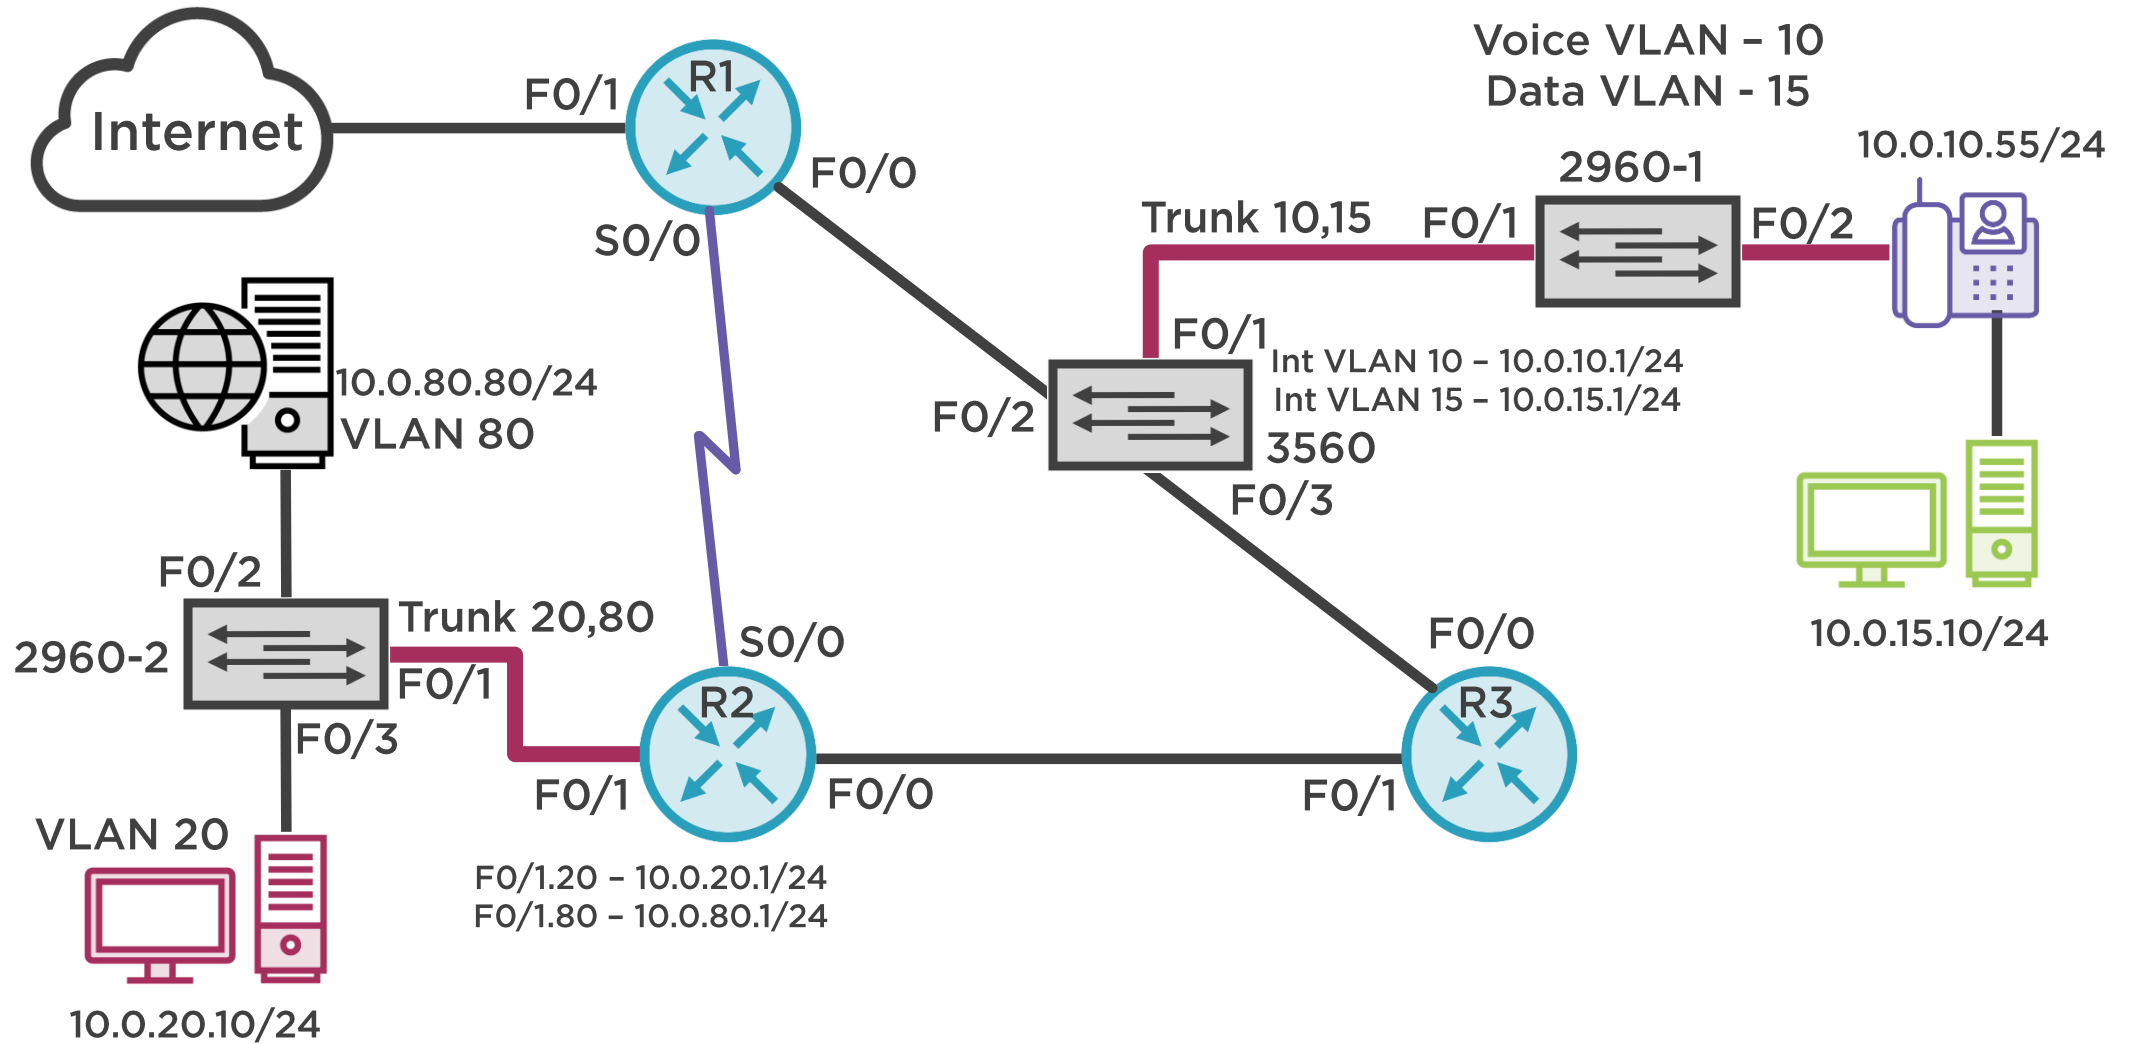 Voice VLAN – 10
Data VLAN - 15
R1
F0/1
Internet
10.0.10.55/24
2960-1
F0/0
Trunk 10,15
F0/1
F0/2
S0/0
F0/1
Int VLAN 10 – 10.0.10.1/24
Int VLAN 15 – 10.0.15.1/24
10.0.80.80/24
VLAN 80
F0/2
3560
F0/3
F0/2
Trunk 20,80
S0/0
F0/0
10.0.15.10/24
2960-2
F0/1
R2
R3
F0/3
F0/1
F0/0
F0/1
VLAN 20
F0/1.20 – 10.0.20.1/24
F0/1.80 – 10.0.80.1/24
10.0.20.10/24